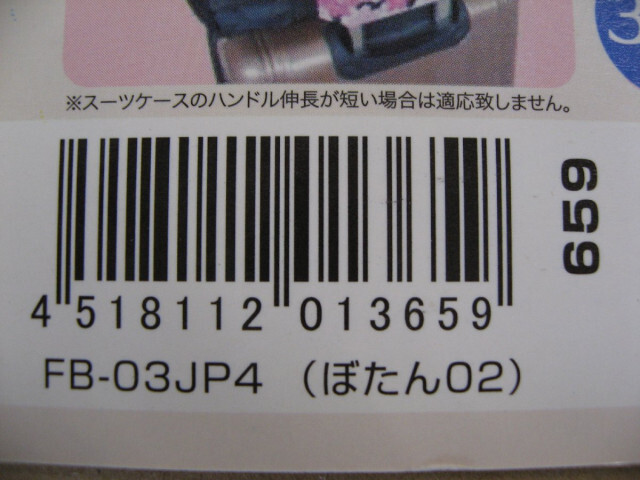 ※スーツケースのハンドル伸長が短い場合は適応致しません。
659
4 518112 013659
FB-03JP4 (ぼたん02)